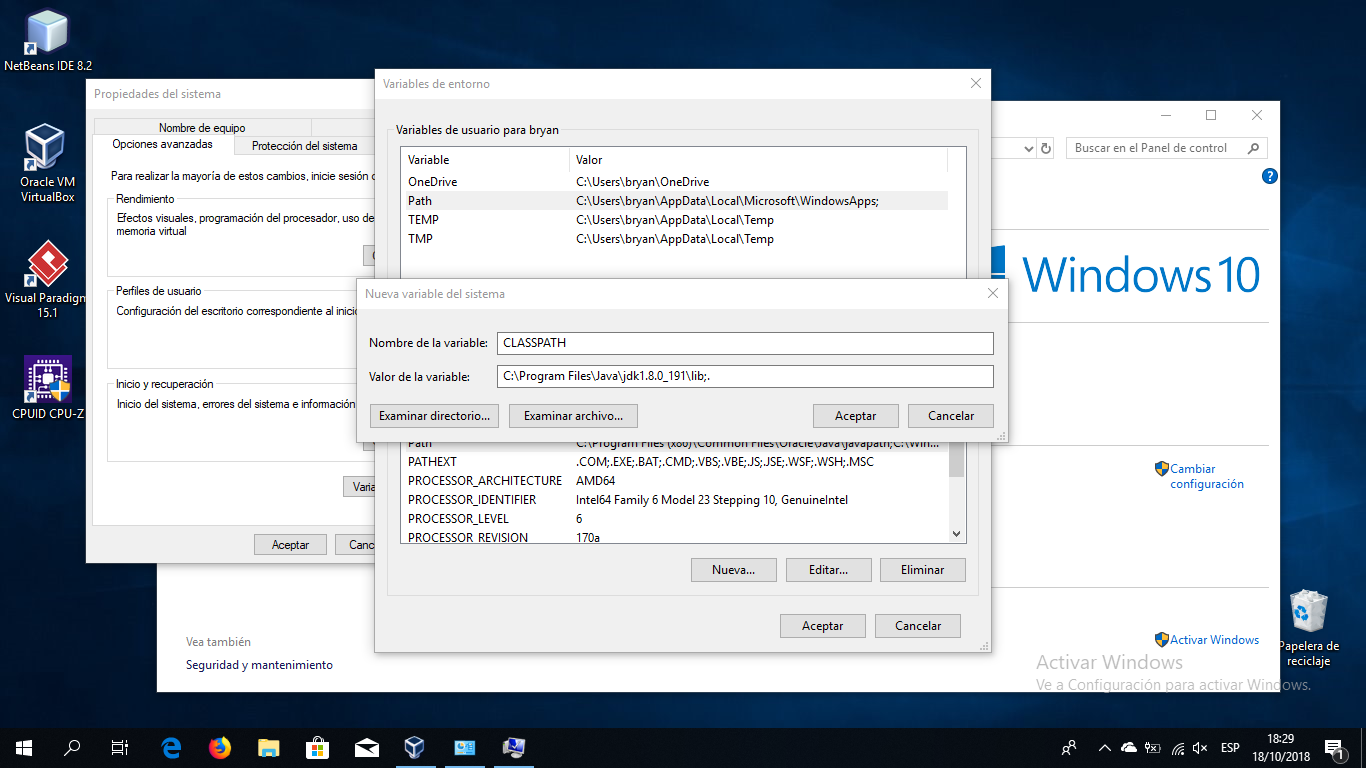 NetBeans IDE 8.2
Oracle VM
VirtualBox
Visual Paradigm
15.1
CPUID CPU-Z
Propiedades del sistema
Nombre de equipo
Opciones avanzadas
Protección del sistema
Para realizar la mayoría de estos cambios, inicie sesión
Rendimiento
Efectos visuales, programación del procesador, uso de
memoria virtual
Perfiles de usuario
Configuración del escritorio correspondiente al inicio
Inicio y recuperación
Inicio del sistema, errores del sistema e información
Aceptar
Variables de entorno
Variables de usuario para bryan
Variable Valor
OneDrive C:\Users\bryan\OneDrive
Path C:\Users\bryan\AppData\Local\Microsoft\WindowsApps;
TEMP C:\Users\bryan\AppData\Local\Temp
TMP C:\Users\bryan\AppData\Local\Temp
Nueva variable del sistema
Nombre de la variable: CLASSPATH
Valor de la variable: C:\Program Files\Java\jdk1.8.0_191\lib;.
Examinar directorio... Examinar archivo... Aceptar Cancelar
Path C:\Program Files (x86)\Common Files\Oracle\Java\javapath;C:\Win...
PATHEXT .COM;.EXE;.BAT;.CMD;.VBS;.VBE;.JS;.JSE;.WSF;.WSH;.MSC
PROCESSOR_ARCHITECTURE AMD64
PROCESSOR_IDENTIFIER Intel64 Family 6 Model 23 Stepping 10, GenuineIntel
PROCESSOR_LEVEL 6
PROCESSOR_REVISION 170a
Nueva... Editar... Eliminar
Aceptar Cancelar
Buscar en el Panel de control
Windows 10
Cambiar
configuración
Activar Windows
Vea también
Seguridad y mantenimiento
Activar Windows
Ve a Configuración para activar Windows.
Papelera de
reciclaje
ESP
18:29
18/10/2018
1